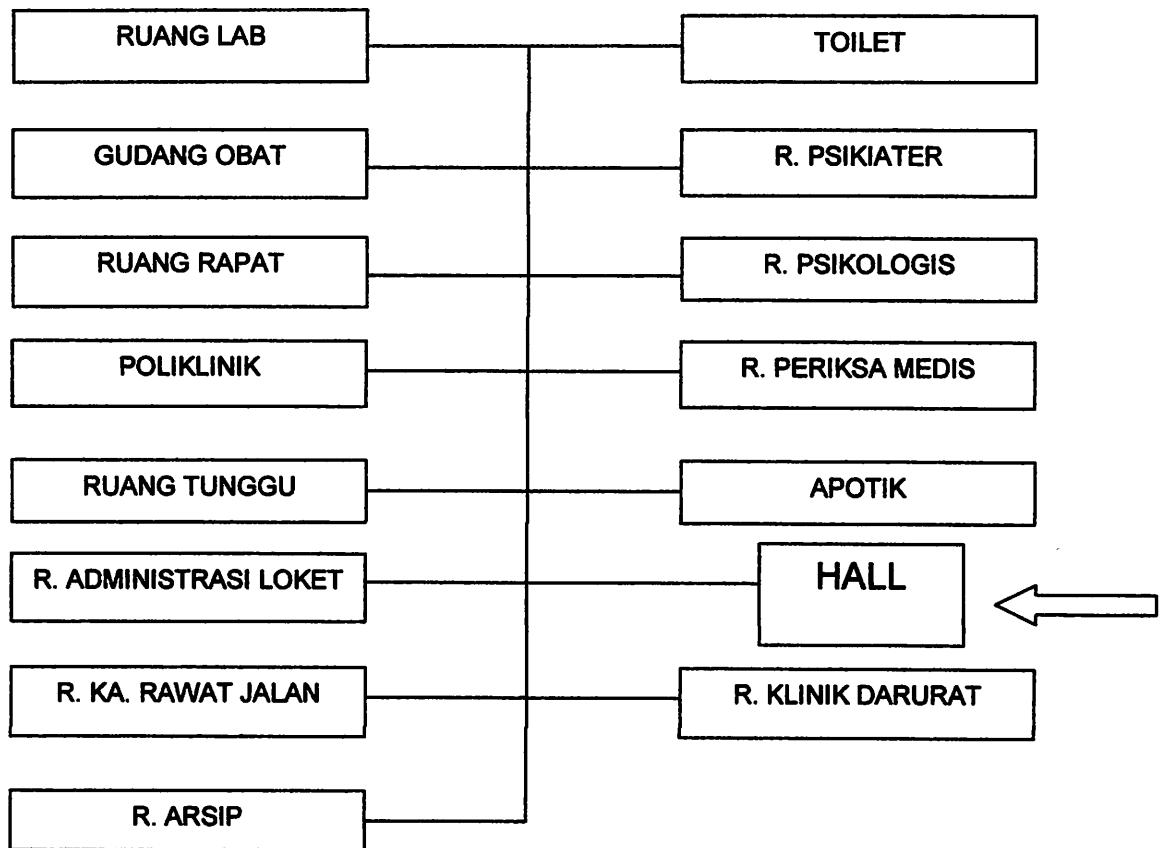 RUANG LAB
TOILET
GUDANG OBAT
R. PSIKIATER
RUANG RAPAT
R. PSIKOLOGIS
POLIKLINIK
R. PERIKSA MEDIS
RUANG TUNGGU
APOTIK
R. ADMINISTRASI LOKET
HALL
R. KA. RAWAT JALAN
R. KLINIK DARURAT
R. ARSIP